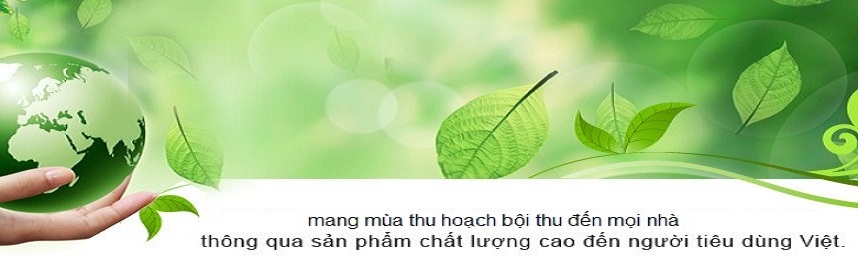 mang mùa thu hoạch bội thu đến mọi nhà
thông qua sản phẩm chất lượng cao đến người tiêu dùng Việt.